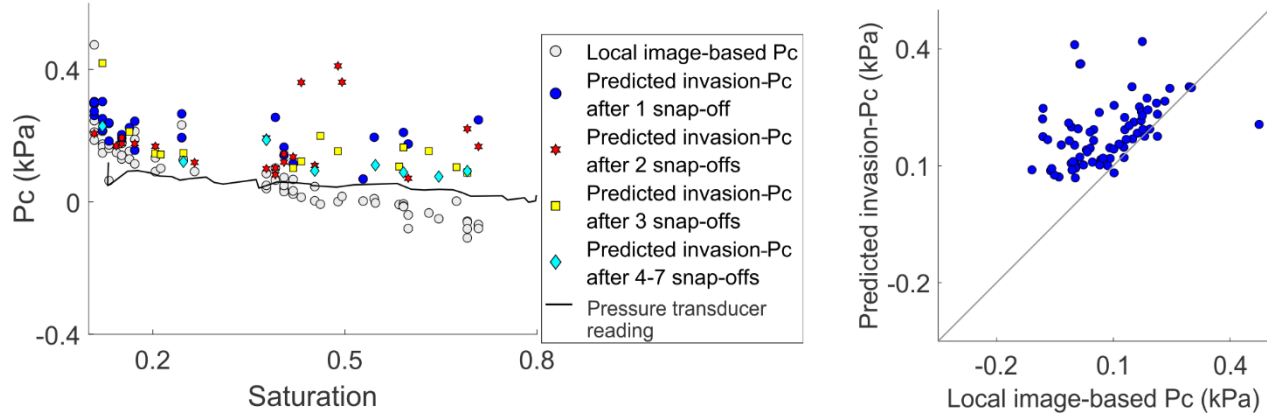 Pc (kPa)
0.4
0
-0.4
0.2
0.5
0.8
Saturation
Local image-based Pc
Predicted invasion-Pc
after 1 snap-off
Predicted invasion-Pc
after 2 snap-offs
Predicted invasion-Pc
after 3 snap-offs
Predicted invasion-Pc
after 4-7 snap-offs
Pressure transducer
reading
Predicted invasion-Pc (kPa)
0.4
0.1
-0.2
-0.2
0.1
0.4
Local image-based Pc (kPa)